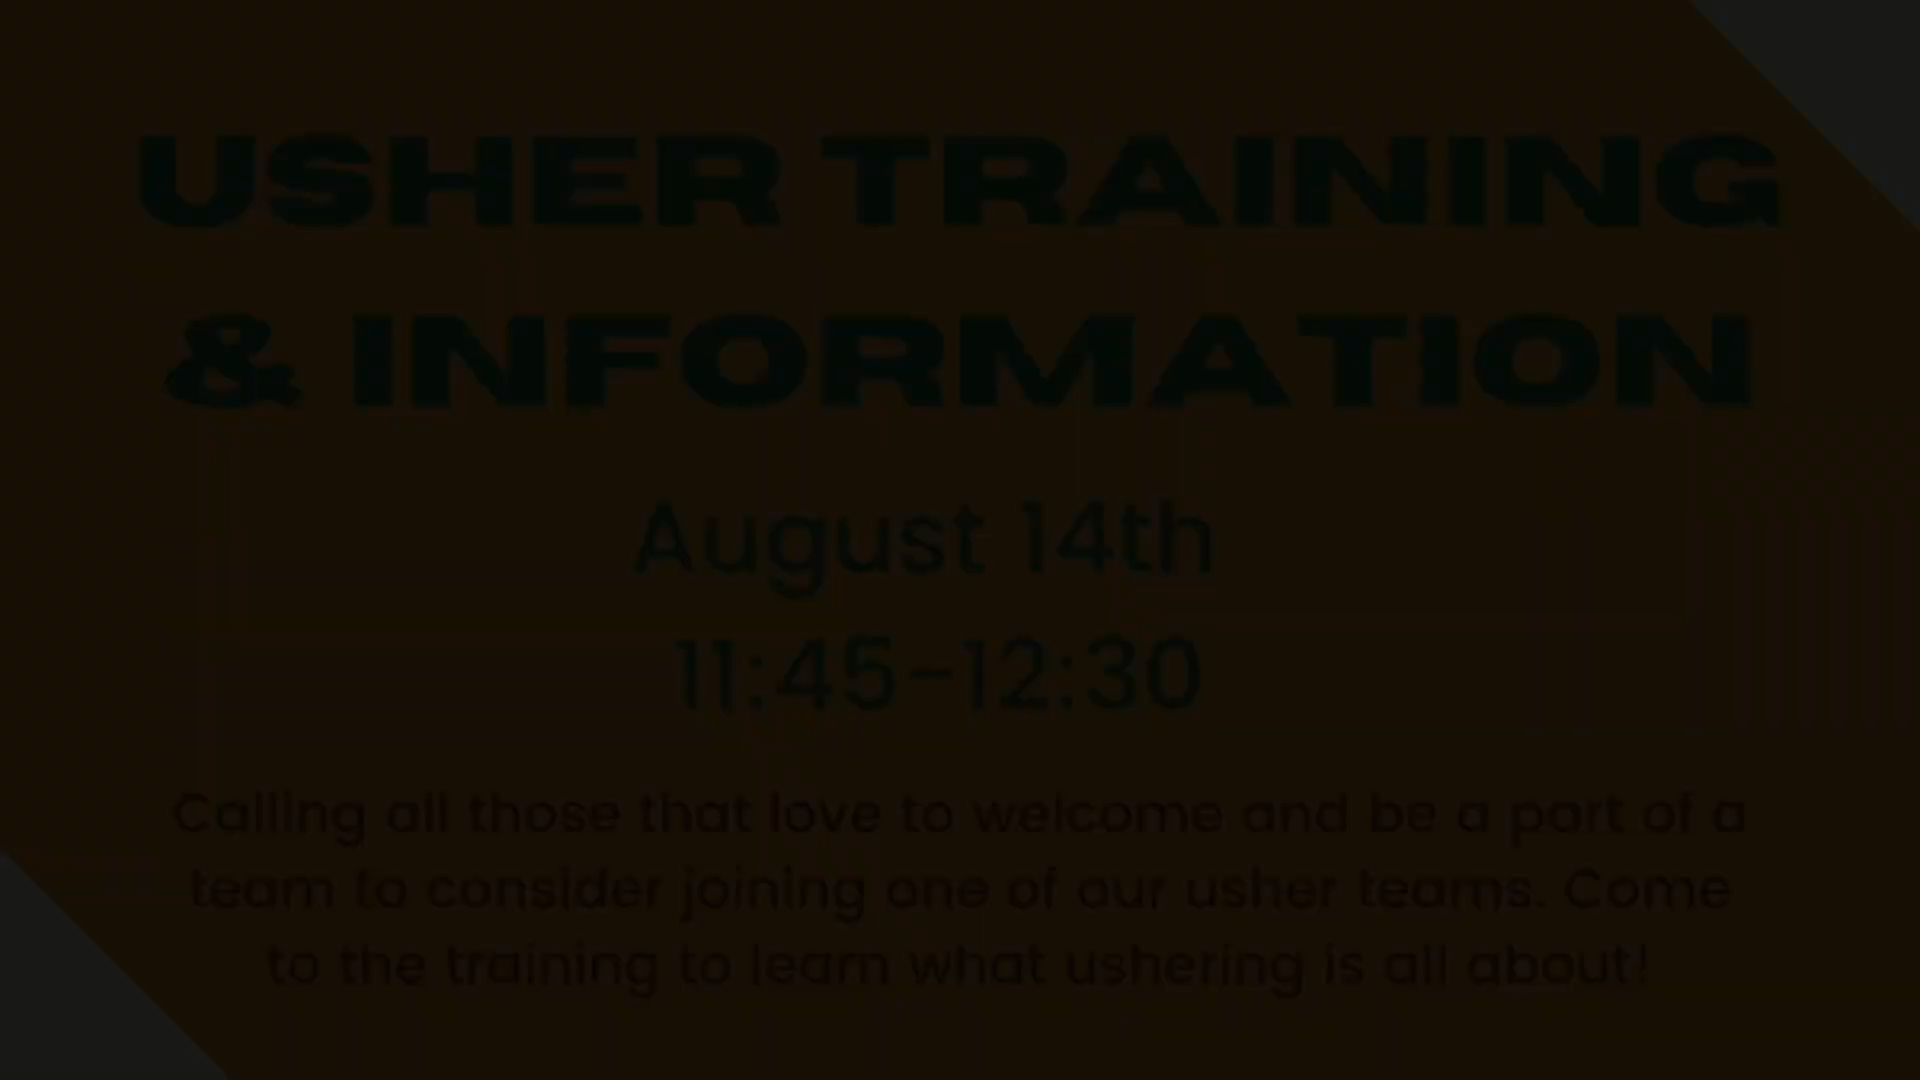 USHER TRAINING
& INFORMATION
August 14th
11:45-12:30
Calling all those that love to welcome and be a part of a
team to consider joining one of our usher teams. Come
to the training to learn what ushering is all about!